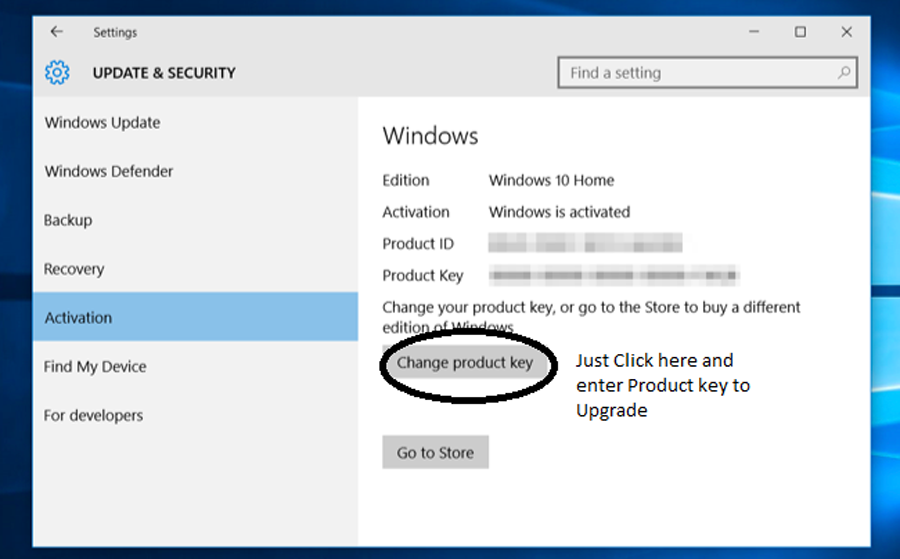 Settings
UPDATE & SECURITY
Find a setting
Windows Update
Windows Defender
Backup
Recovery
Activation
Find My Device
For developers
Windows
Edition Windows 10 Home
Activation Windows is activated
Product ID
Product Key
Change your product key, or go to the Store to buy a different
edition of Windows
Change product key
Just Click here and
enter Product key to
Upgrade
Go to Store